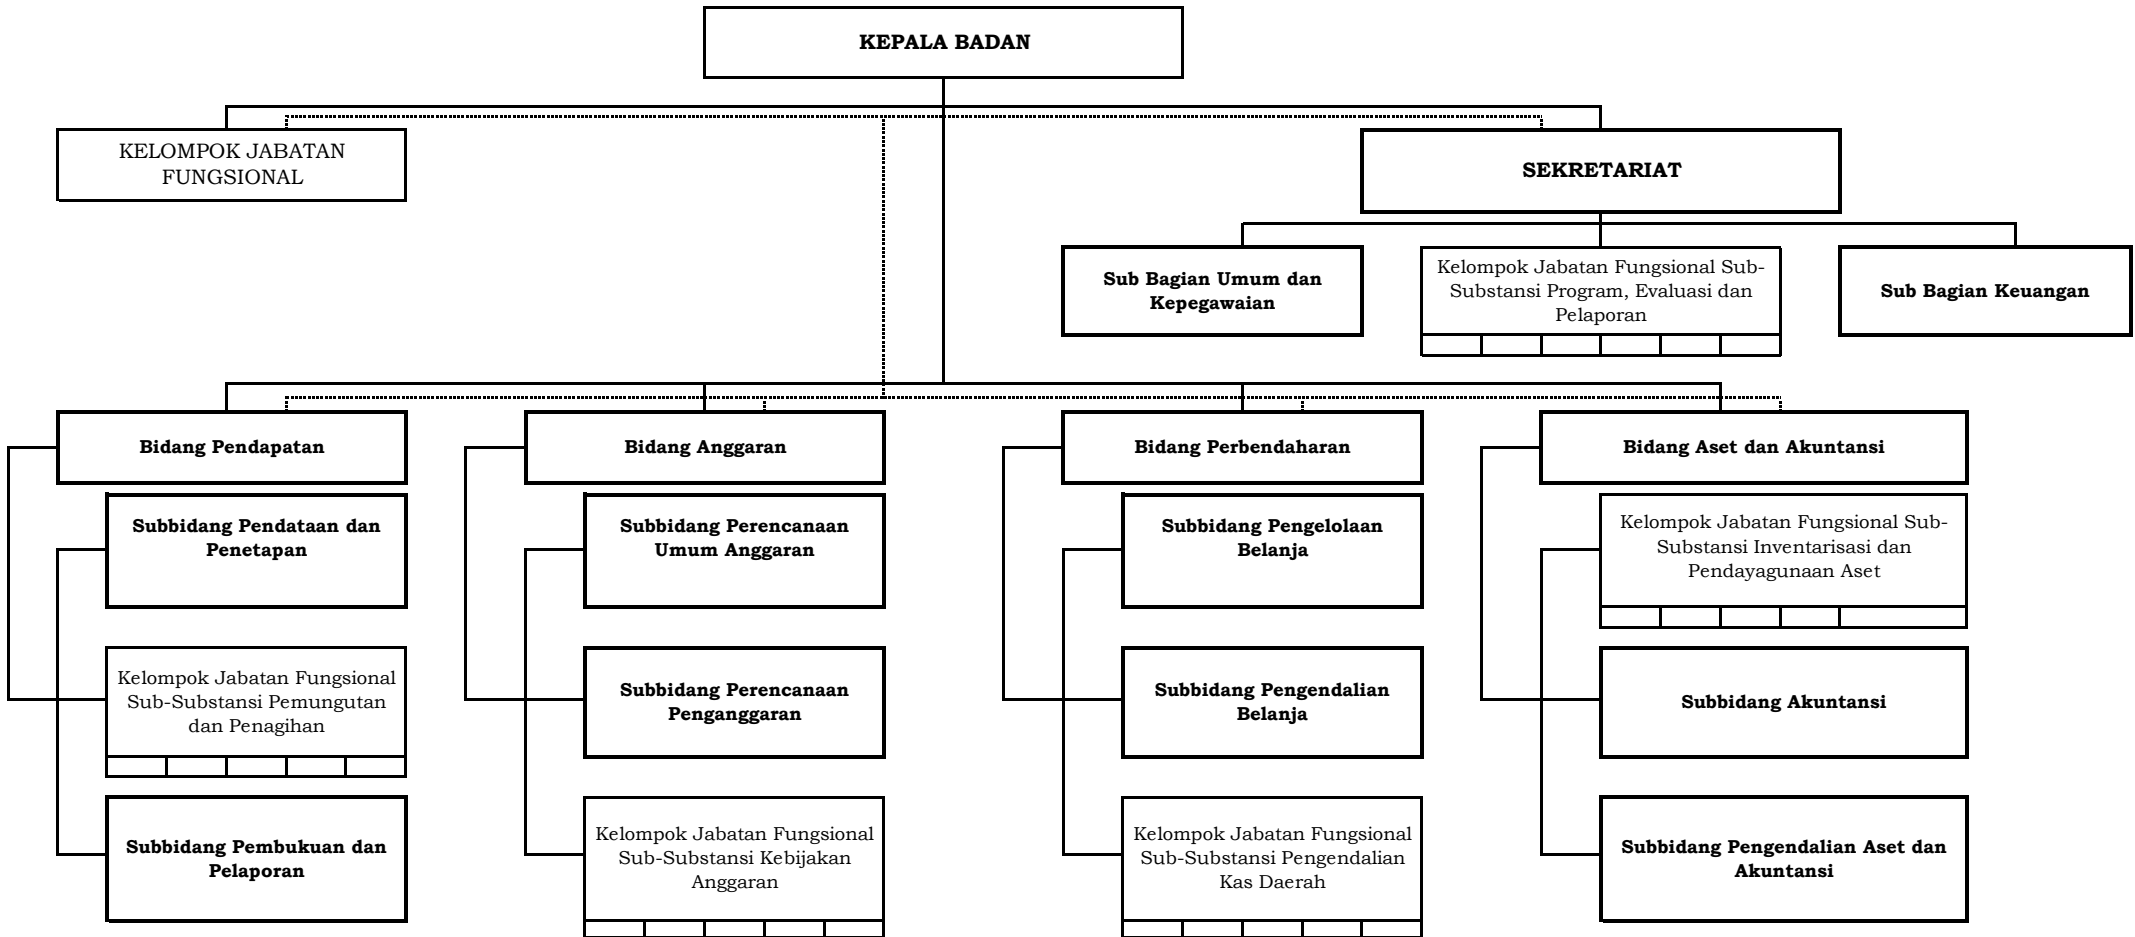 KEPALA BADAN
KELOMPOK JABATAN
FUNGSIONAL
SEKRETARIAT
Sub Bagian Umum dan
Kepegawaian
Kelompok Jabatan Fungsional Sub-
Substansi Program, Evaluasi dan
Pelaporan
Sub Bagian Keuangan
Bidang Pendapatan
Bidang Anggaran
Bidang Perbendaharan
Bidang Aset dan Akuntansi
Subbidang Pendataan dan
Penetapan
Subbidang Perencanaan
Umum Anggaran
Subbidang Pengelolaan
Belanja
Kelompok Jabatan Fungsional Sub-
Substansi Inventarisasi dan
Pendayagunaan Aset
Kelompok Jabatan Fungsional
Sub-Substansi Pemungutan
dan Penagihan
Subbidang Perencanaan
Penganggaran
Subbidang Pengendalian
Belanja
Subbidang Akuntansi
Subbidang Pembukuan dan
Pelaporan
Kelompok Jabatan Fungsional
Sub-Substansi Kebijakan
Anggaran
Kelompok Jabatan Fungsional
Sub-Substansi Pengendalian
Kas Daerah
Subbidang Pengendalian Aset dan
Akuntansi